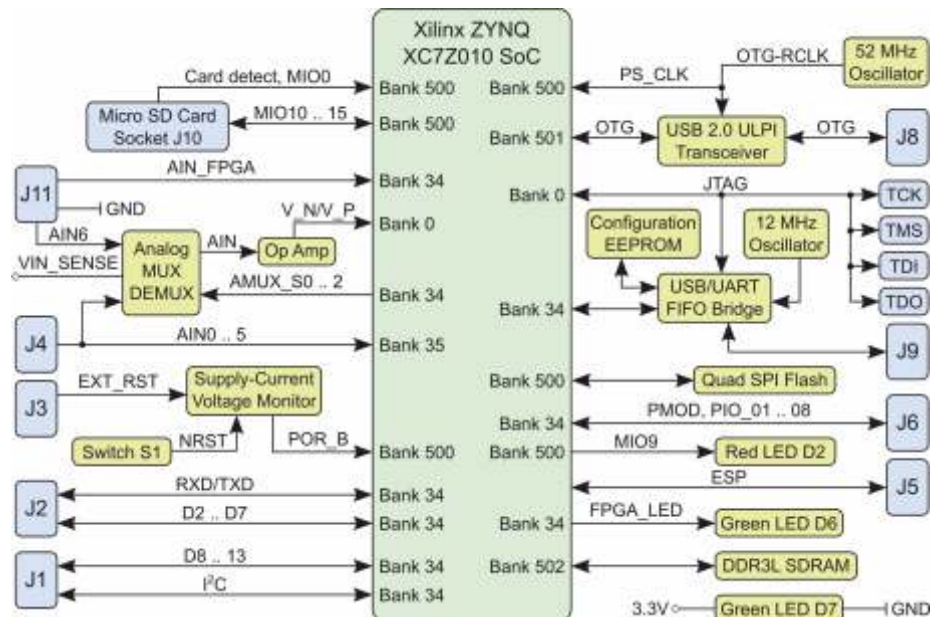 Xilinx ZYNQ
XC7Z010 SoC
Card detect, MIO0
Bank 500
Micro SD Card
Socket J10
MIO10 .. 15
Bank 500
J11
AIN_FPGA
Bank 34
GND
V_N/V_P
Bank 0
AIN6
VIN_SENSE
Analog
MUX
DEMUX
AIN
Op Amp
AMUX_S0 .. 2
Bank 34
J4
AIN0 .. 5
Bank 35
J3
EXT_RST
Supply-Current
Voltage Monitor
Switch S1
NRST
POR_B
Bank 500
J2
RXD/TXD
Bank 34
D2 .. D7
Bank 34
J1
D8 .. 13
Bank 34
I²C
Bank 34
Bank 500
PS_CLK
OTG-RCLK
52 MHz
Oscillator
Bank 501
OTG
USB 2.0 ULPI
Transceiver
OTG
J8
Bank 0
JTAG
TCK
TMS
TDI
TDO
Configuration
EEPROM
12 MHz
Oscillator
Bank 34
USB/UART
FIFO Bridge
J9
Bank 500
Quad SPI Flash
Bank 34
PMOD, PIO_01 .. 08
J6
Bank 500
MIO9
Red LED D2
ESP
J5
Bank 34
FPGA_LED
Green LED D6
Bank 502
DDR3L SDRAM
3.3V
Green LED D7
GND